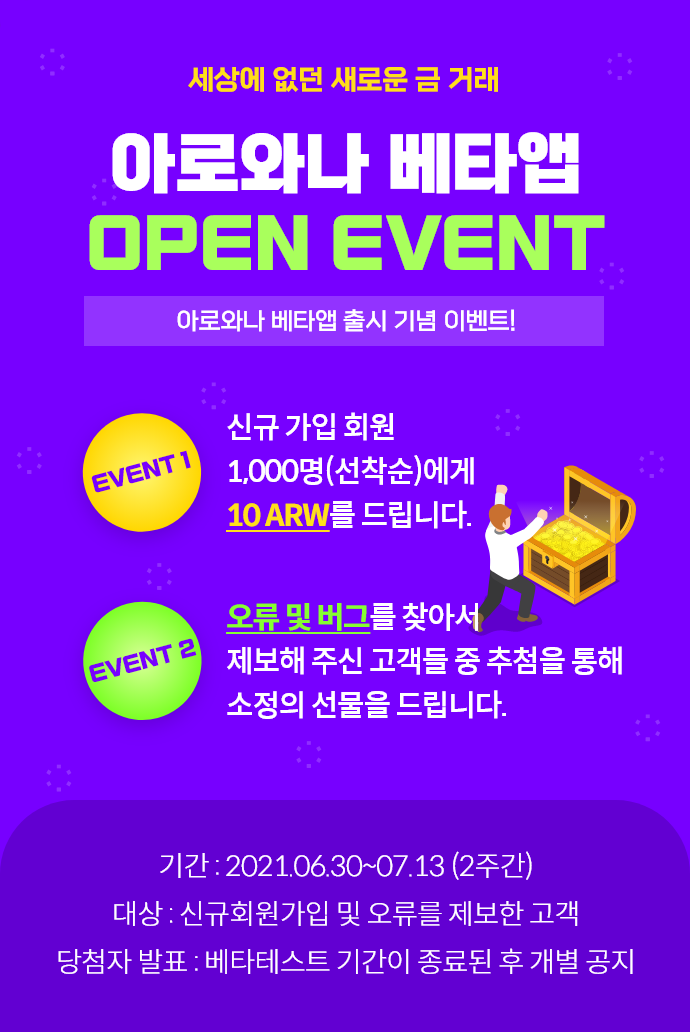 세상에 없던 새로운 금 거래
아로와나 베타앱
OPEN EVENT
아로와나 베타앱 출시 기념 이벤트!
EVENT 1
신규 가입 회원
1,000명(선착순)에게
10 ARW를 드립니다.
EVENT 2
오류 및 버그를 찾아서
제보해 주신 고객들 중 추첨을 통해
소정의 선물을 드립니다.
기간 : 2021.06.30~07.13 (2주간)
대상 : 신규회원가입 및 오류를 제보한 고객
당첨자 발표 : 베타테스트 기간이 종료된 후 개별 공지